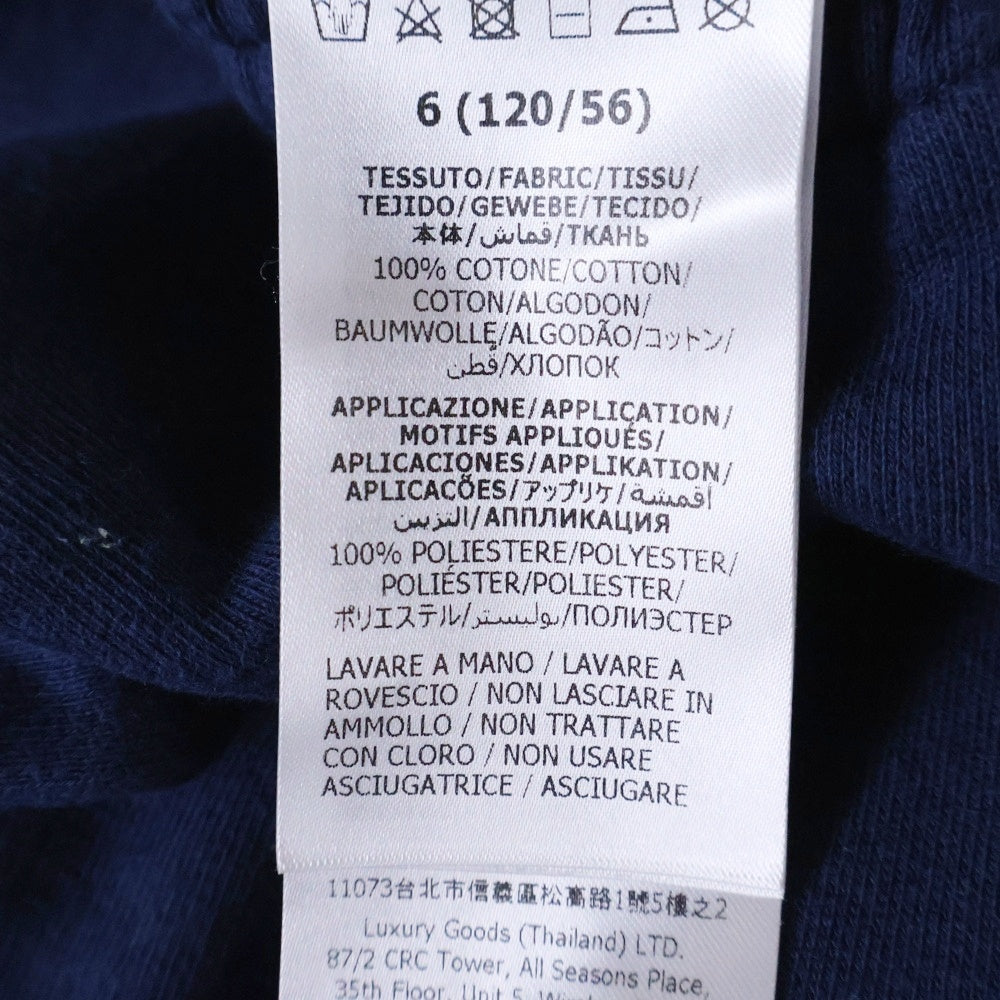 6 (120/56)
TESSUTO/FABRIC/TISSU/
TEJIDO/GEWEBE/TECIDO/
本体/قماش/ТКАНЬ
100% COTONE/COTTON/
COTON/ALGODON/
BAUMWOLLE/ALGODÃO/コットン/
قطن/ХЛОПОК
APPLICAZIONE/APPLICATION/
MOTIFS APPLIQUÉS/
APLICACIONES/APPLIKATION/
APLICACÕES/アップリケ/أقمشة
التزيين/АППЛИКАЦИЯ
100% POLIESTERE/POLYESTER/
POLIÉSTER/POLIESTER/
ポリエステル/بوليستر/ПОЛИЭСТЕР
LAVARE A MANO / LAVARE A
ROVESCIO / NON LASCIARE IN
AMMOLLO / NON TRATTARE
CON CLORO / NON USARE
ASCIUGATRICE / ASCIUGARE
11073台北市信義區松高路1號5樓之2
Luxury Goods (Thailand) LTD.
87/2 CRC Tower, All Seasons Place,
35th Floor, Unit 5,